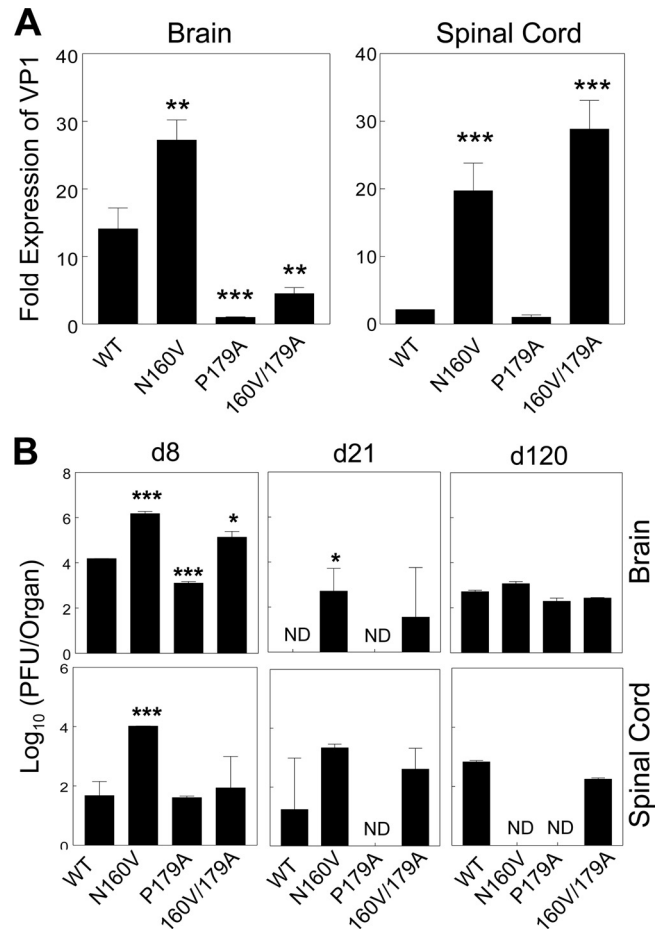 A
Brain
Spinal Cord
Fold Expression of VP1
40
30
20
10
0
**
***
**
WT
N160V
P179A
160V/179A
40
30
20
10
0
***
***
WT
N160V
P179A
160V/179A
B
d8
d21
d120
Log10 (PFU/Organ)
8
6
4
2
0
***
***
*
ND
*
ND
Brain
6
4
2
0
***
ND
ND
ND
Spinal Cord
WT
N160V
P179A
160V/179A
WT
N160V
P179A
160V/179A
WT
N160V
P179A
160V/179A